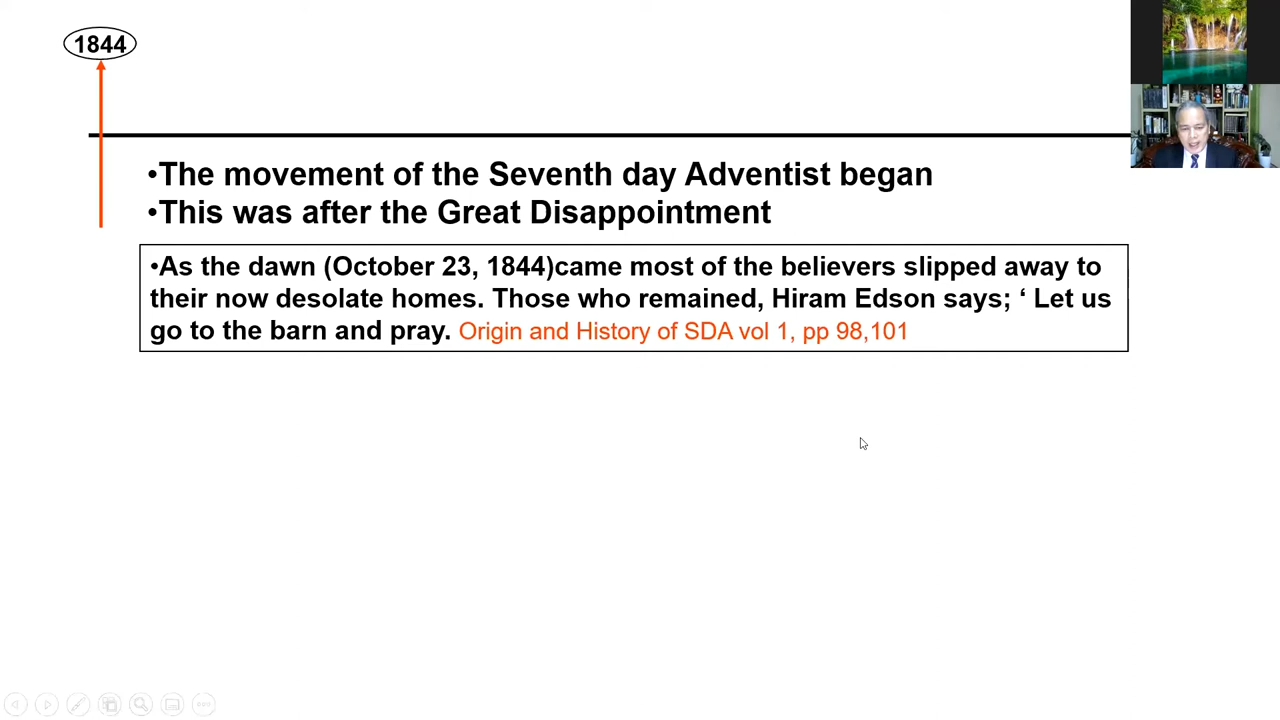 1844
•The movement of the Seventh day Adventist began
•This was after the Great Disappointment
•As the dawn (October 23, 1844)came most of the believers slipped away to
their now desolate homes. Those who remained, Hiram Edson says; ‘ Let us
go to the barn and pray. Origin and History of SDA vol 1, pp 98,101